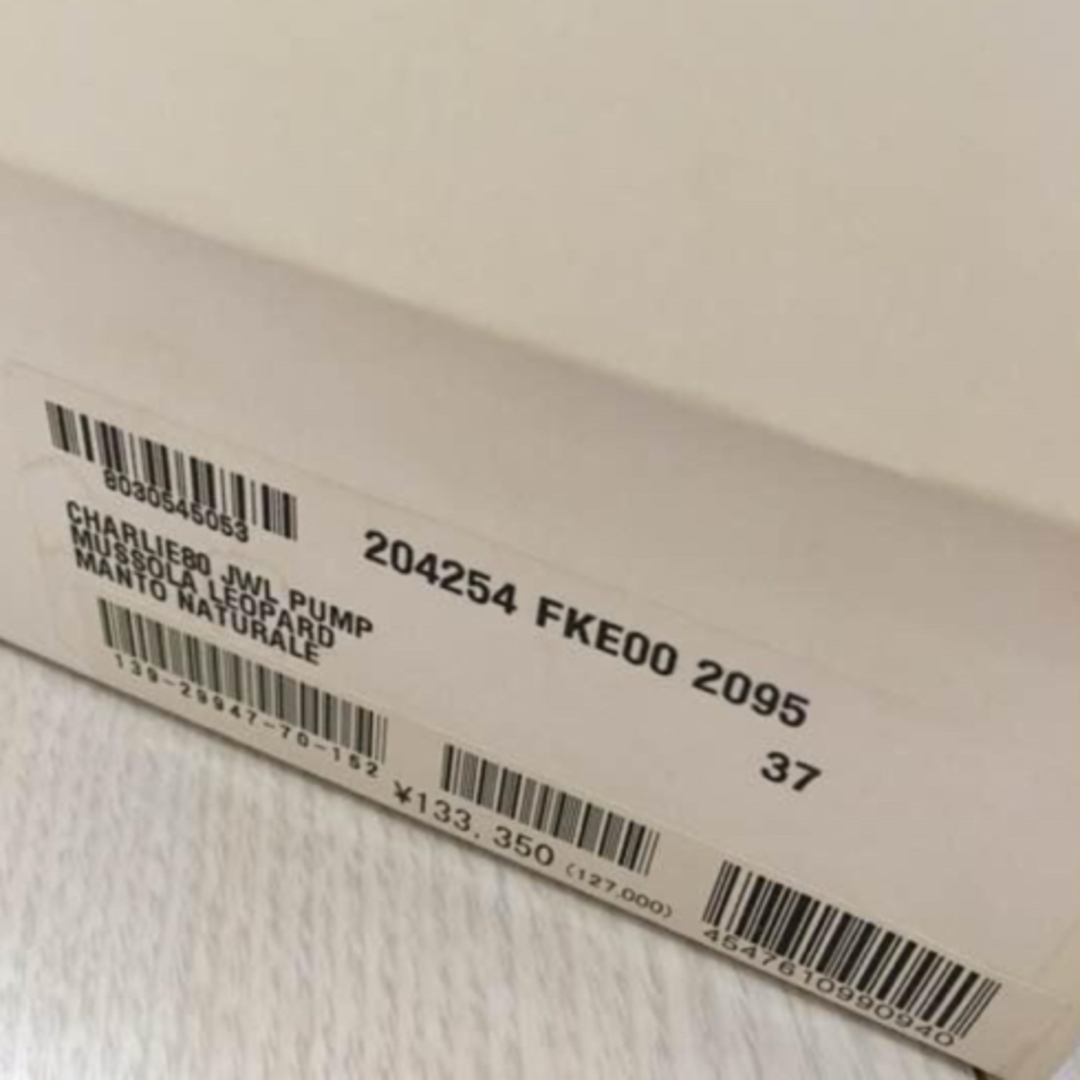 8030545053
CHARLIE80 JWL PUMP
MUSSOLA LEOPARD
MANTO NATURALE
204254 FKE00 2095
37
139-29947-70-152
¥133,350 (127,000)
4547610990940